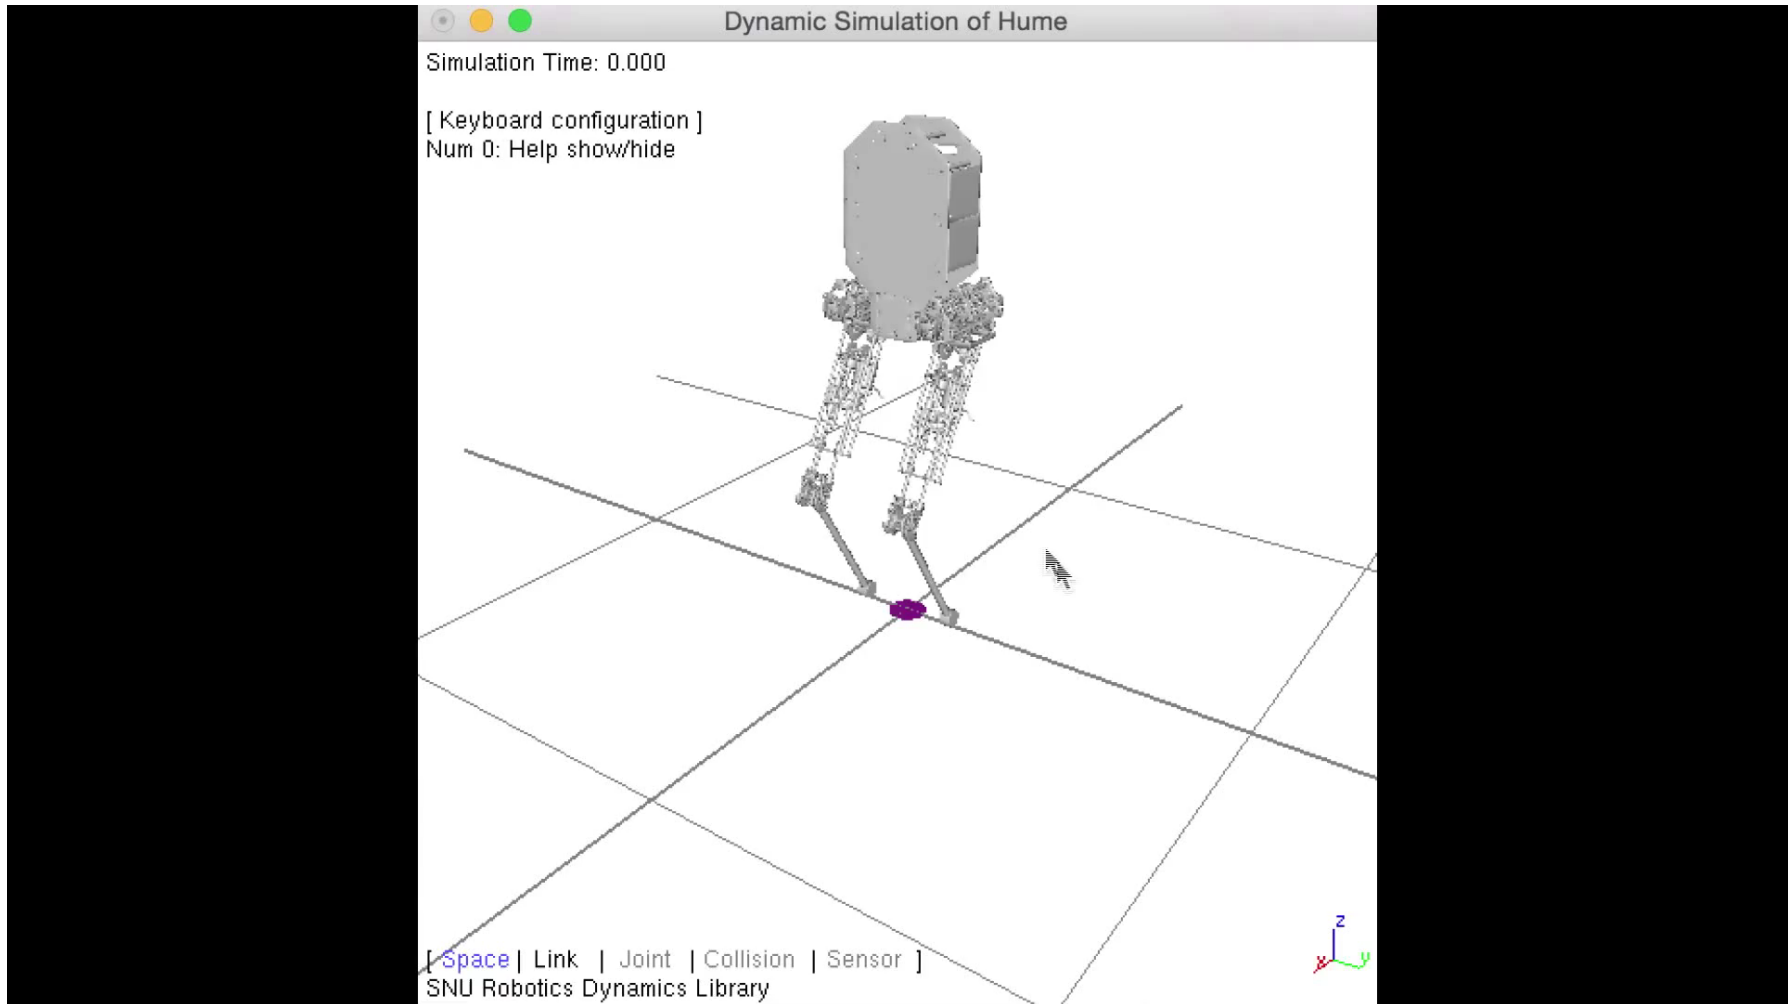 Dynamic Simulation of Hume
Simulation Time: 0.000
[ Keyboard configuration ]
Num 0: Help show/hide
z
x y
[ Space | Link | Joint | Collision | Sensor ]
SNU Robotics Dynamics Library